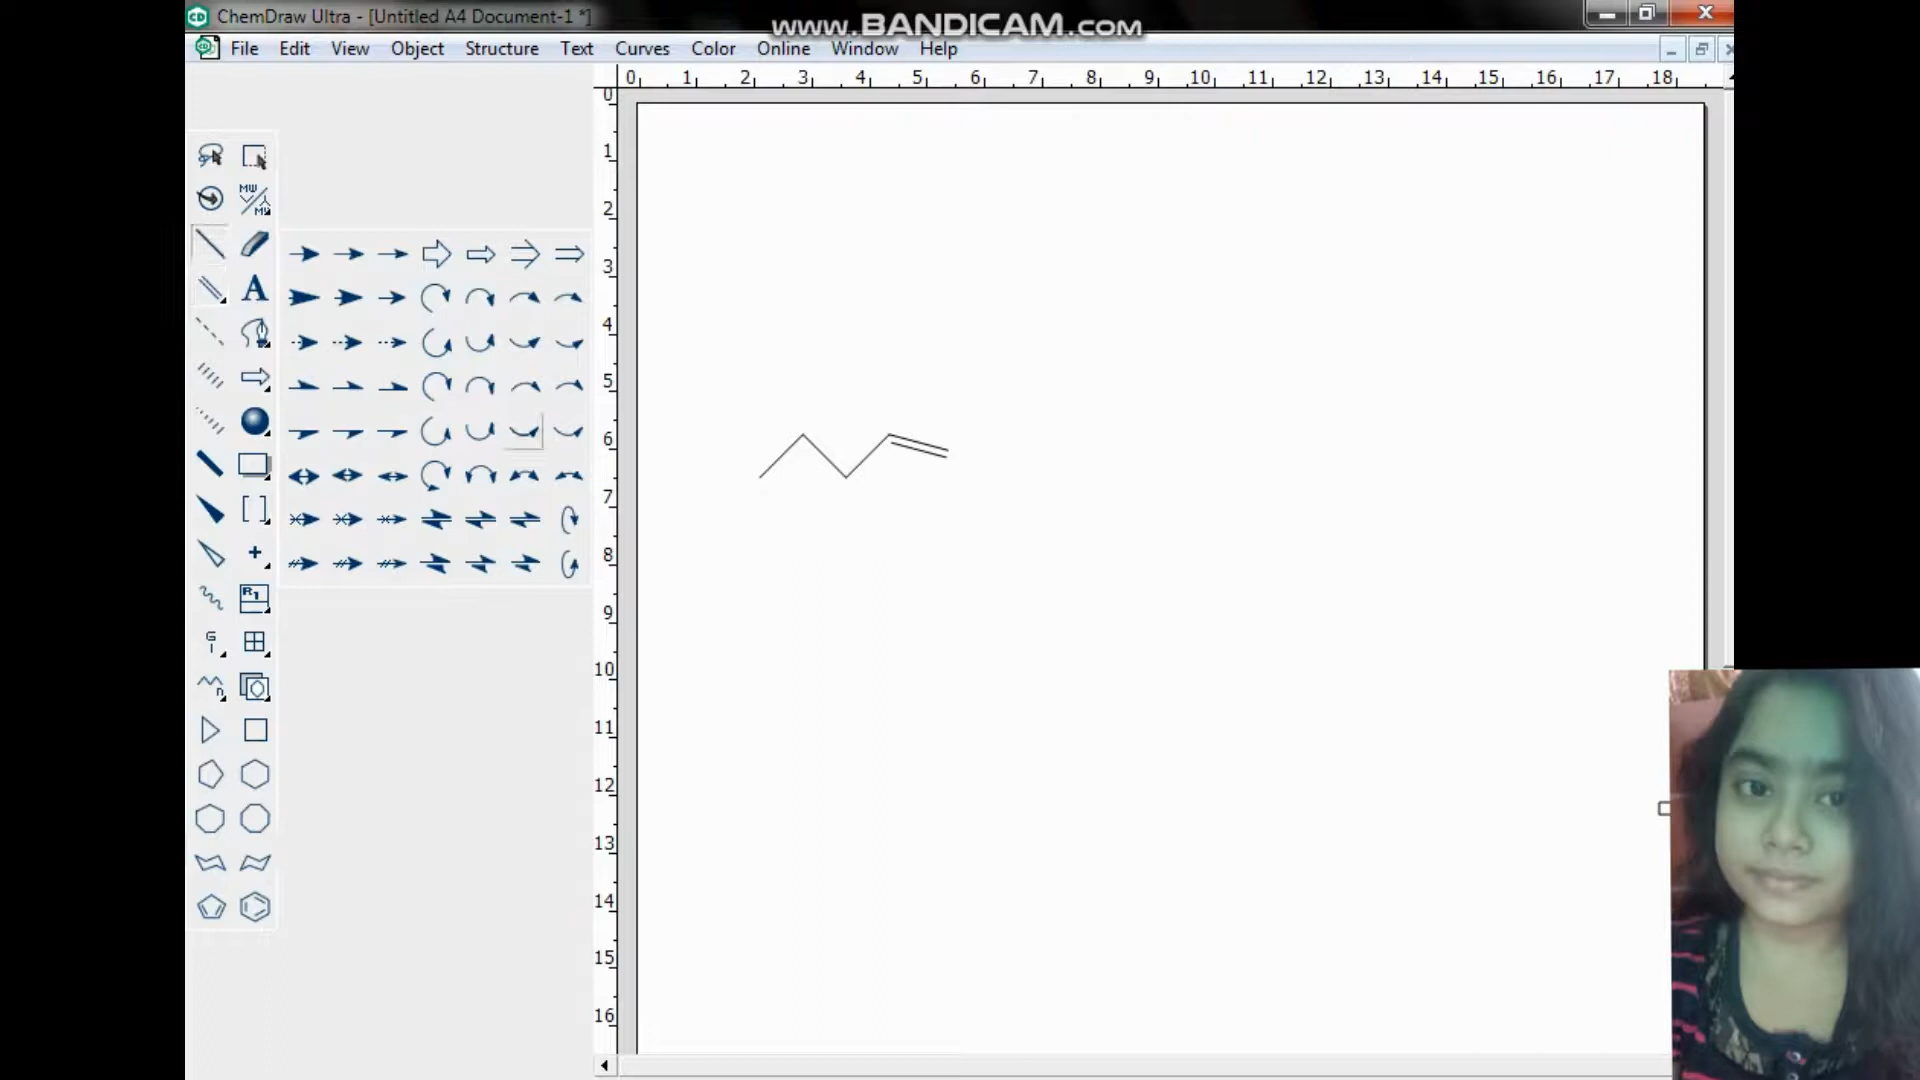 ChemDraw Ultra - [Untitled A4 Document-1 *]
www.BANDICAM.com
File Edit View Object Structure Text Curves Color Online Window Help
0 1 2 3 4 5 6 7 8 9 10 11 12 13 14 15 16 17 18
0
1
2
3
4
5
6
7
8
9
10
11
12
13
14
15
16
MW
A
R1
G
n